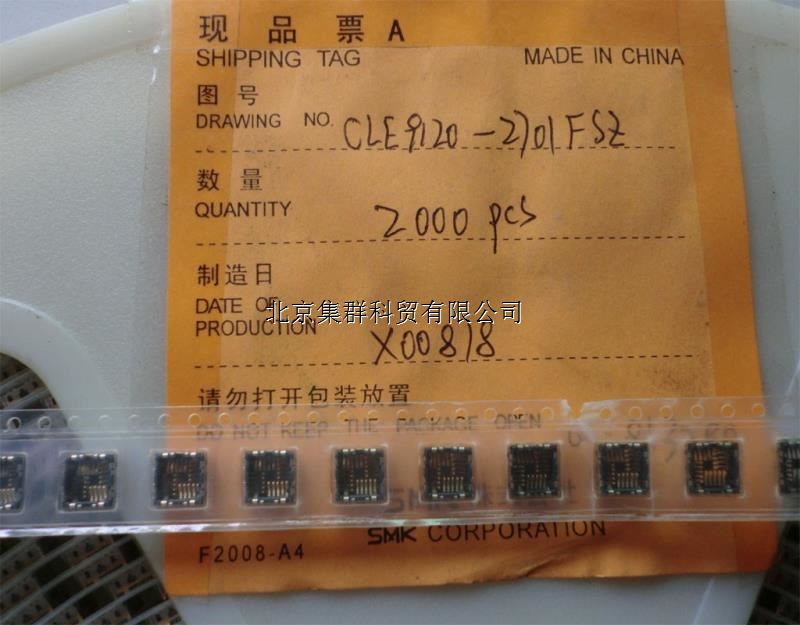 现品票 A
SHIPPING TAG MADE IN CHINA
图号
DRAWING NO. CLE9120-2701FSZ
数量
QUANTITY 2000 pcs
制造日
DATE OF
北京集群科贸有限公司
PRODUCTION X00818
请勿打开包装放置
DO NOT KEEP THE PACKAGE OPEN
SMK
SMK CORPORATION
F2008-A4